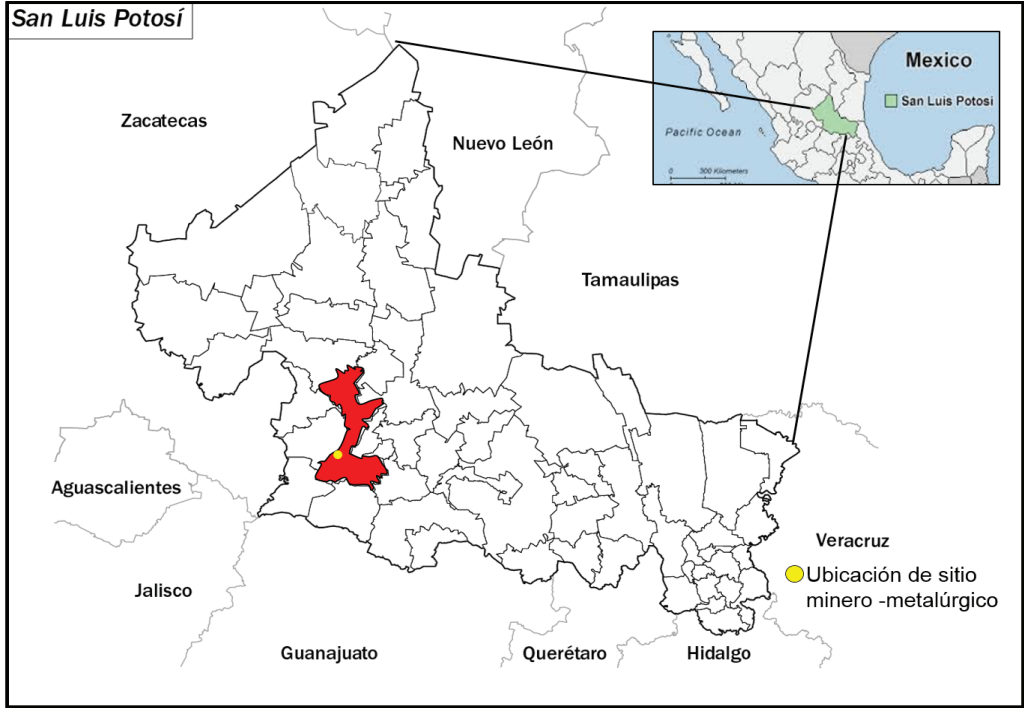 San Luis Potosí
Mexico
San Luis Potosi
Pacific Ocean
0 300 Kilometers
Zacatecas
Nuevo León
Tamaulipas
Aguascalientes
Veracruz
Ubicación de sitio
minero -metalúrgico
Jalisco
Guanajuato
Querétaro
Hidalgo